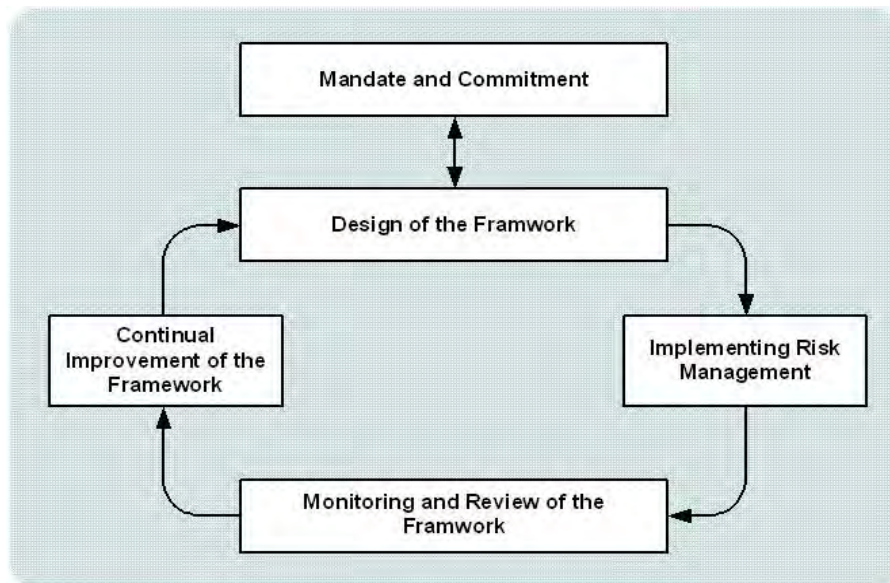 Mandate and Commitment
Design of the Framwork
Continual
Improvement of the
Framework
Implementing Risk
Management
Monitoring and Review of the
Framwork